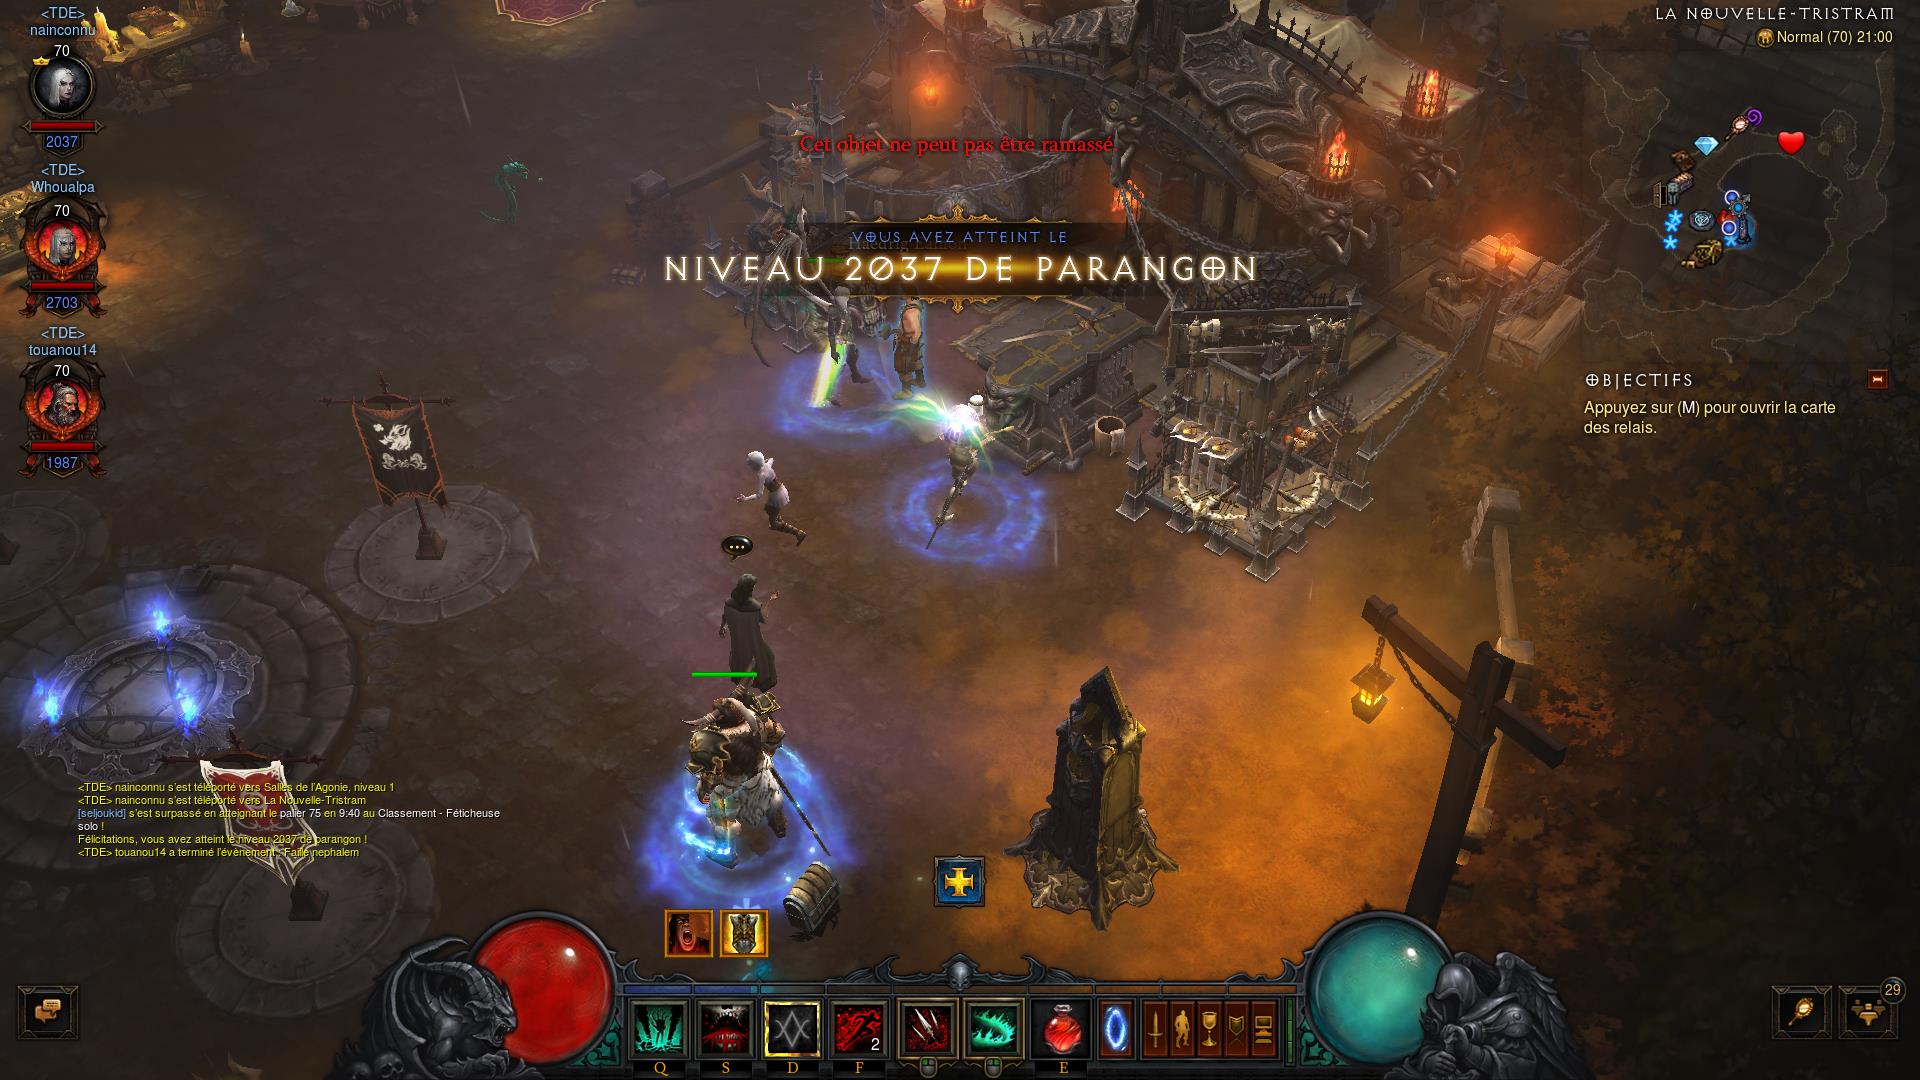 <TDE>
nainconnu
70
2037
<TDE>
Whoualpa
70
2703
<TDE>
touanou14
70
1987
LA NOUVELLE-TRISTRAM
Normal (70) 21:00
Cet objet ne peut pas être ramassé.
VOUS AVEZ ATTEINT LE
Haedrig Eamon
NIVEAU 2037 DE PARANGON
OBJECTIFS
Appuyez sur (M) pour ouvrir la carte
des relais.
<TDE> nainconnu s'est téléporté vers Salles de l'Agonie, niveau 1
<TDE> nainconnu s'est téléporté vers La Nouvelle-Tristram
[seljoukid] s'est surpassé en atteignant le palier 75 en 9:40 au Classement - Féticheuse
solo !
Félicitations, vous avez atteint le niveau 2037 de parangon !
<TDE> touanou14 a terminé l'évènement : Faille nephalem
2
Q
S
D
F
E
29